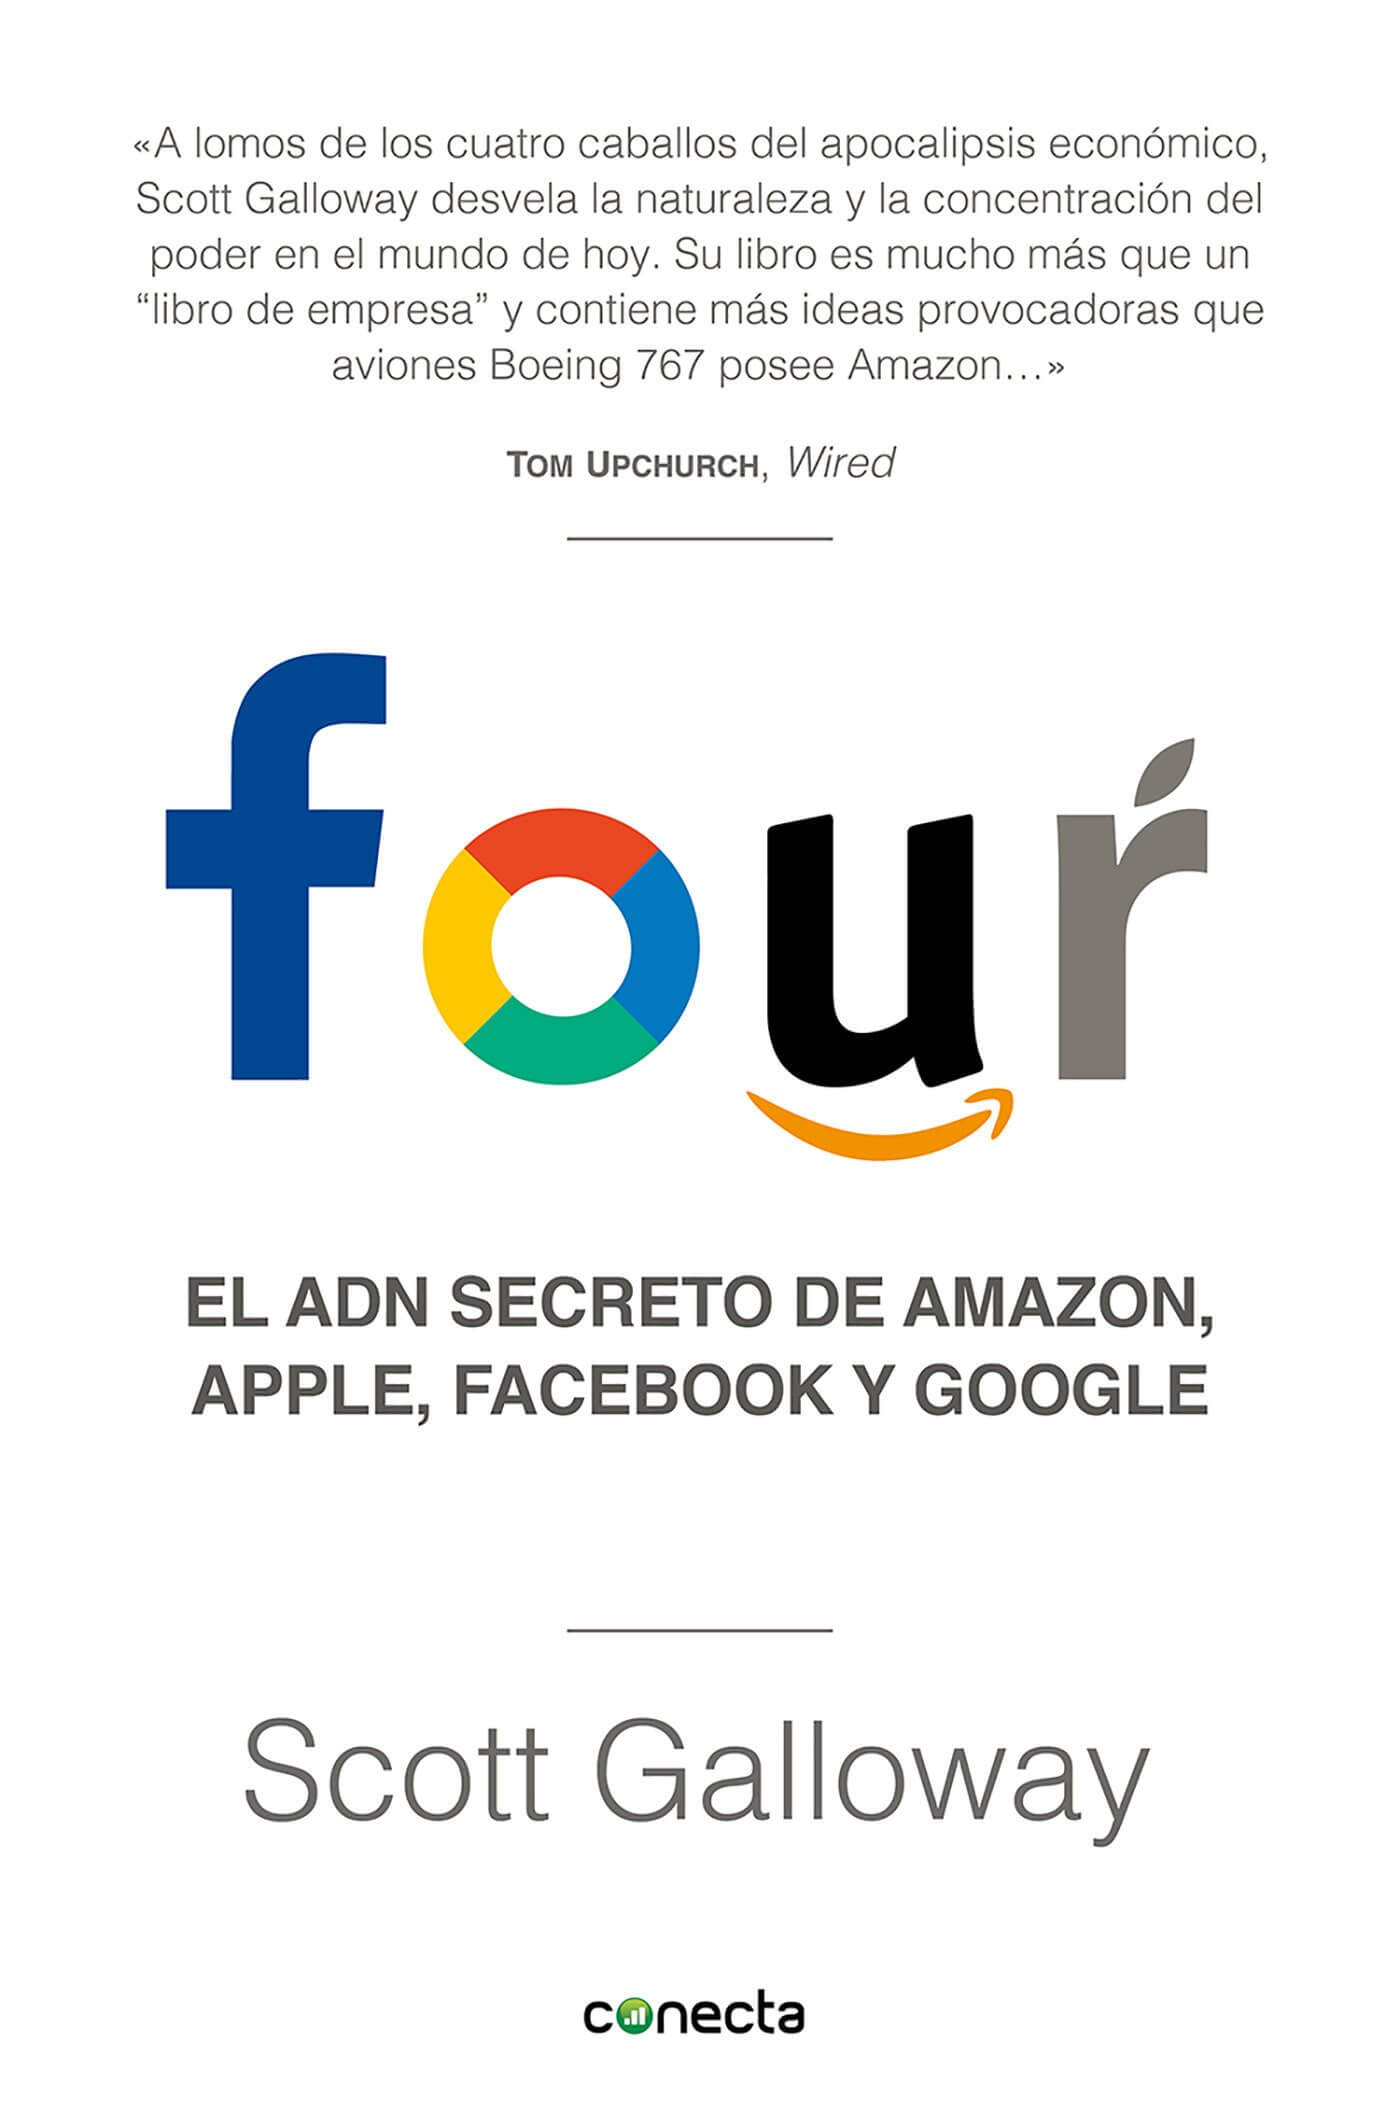 «A lomos de los cuatro caballos del apocalipsis económico,
Scott Galloway desvela la naturaleza y la concentración del
poder en el mundo de hoy. Su libro es mucho más que un
“libro de empresa” y contiene más ideas provocadoras que
aviones Boeing 767 posee Amazon…»
TOM UPCHURCH, Wired
four
EL ADN SECRETO DE AMAZON,
APPLE, FACEBOOK Y GOOGLE
Scott Galloway
conecta